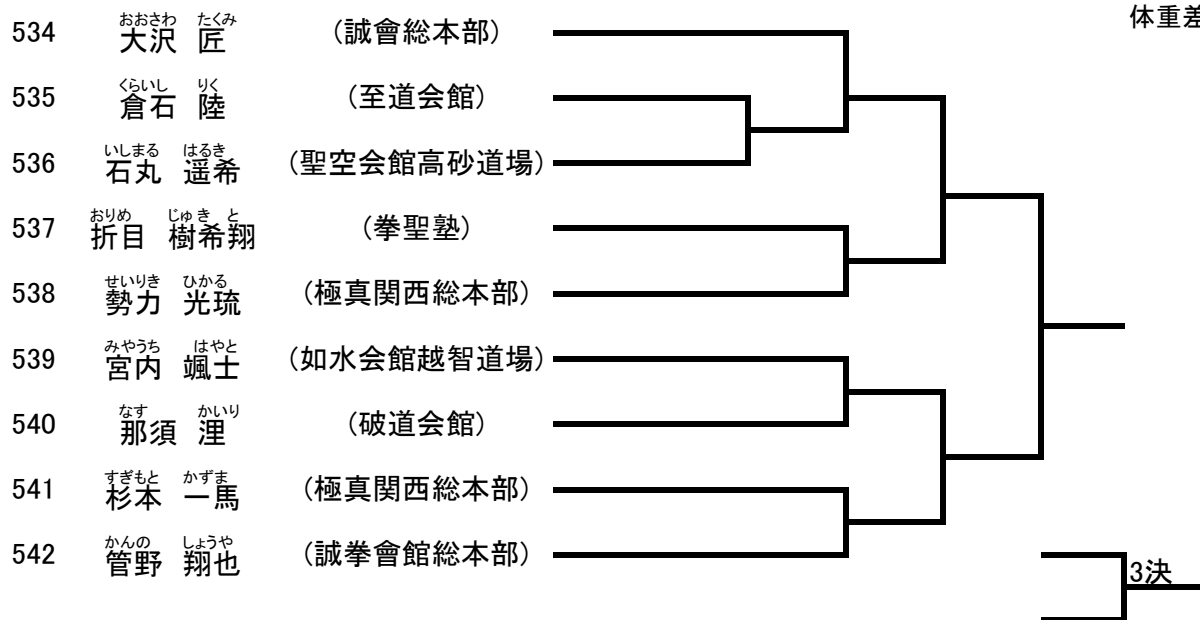 体重差
おおさわ たくみ
534 大沢 匠 (誠會総本部)
くらいし りく
535 倉石 陸 (至道会館)
いしまる はるき
536 石丸 遥希 (聖空会館高砂道場)
おりめ じゅきと
537 折目 樹希翔 (拳聖塾)
せいりき ひかる
538 勢力 光琉 (極真関西総本部)
みやうち はやと
539 宮内 颯士 (如水会館越智道場)
なす かいり
540 那須 浬 (破道会館)
すぎもと かずま
541 杉本 一馬 (極真関西総本部)
かんの しょうや
542 管野 翔也 (誠拳會館総本部)
3決